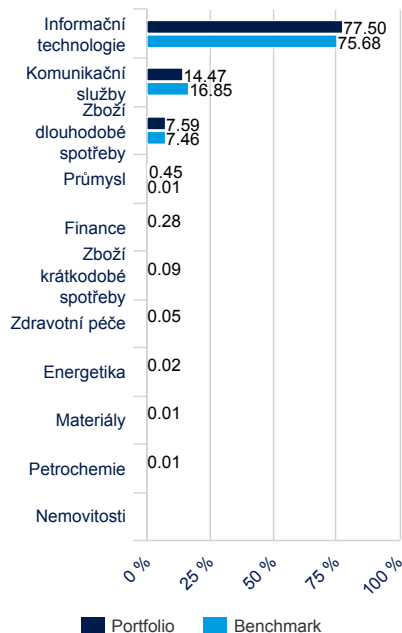 Informační
technologie
77.50
75.68
Komunikační
služby
14.47
16.85
Zboží
dlouhodobé
spotřeby
7.59
7.46
Průmysl
0.45
0.01
Finance
0.28
Zboží
krátkodobé
spotřeby
0.09
Zdravotní péče
0.05
Energetika
0.02
Materiály
0.01
Petrochemie
0.01
Nemovitosti
0 %
25 %
50 %
75 %
100 %
Portfolio
Benchmark